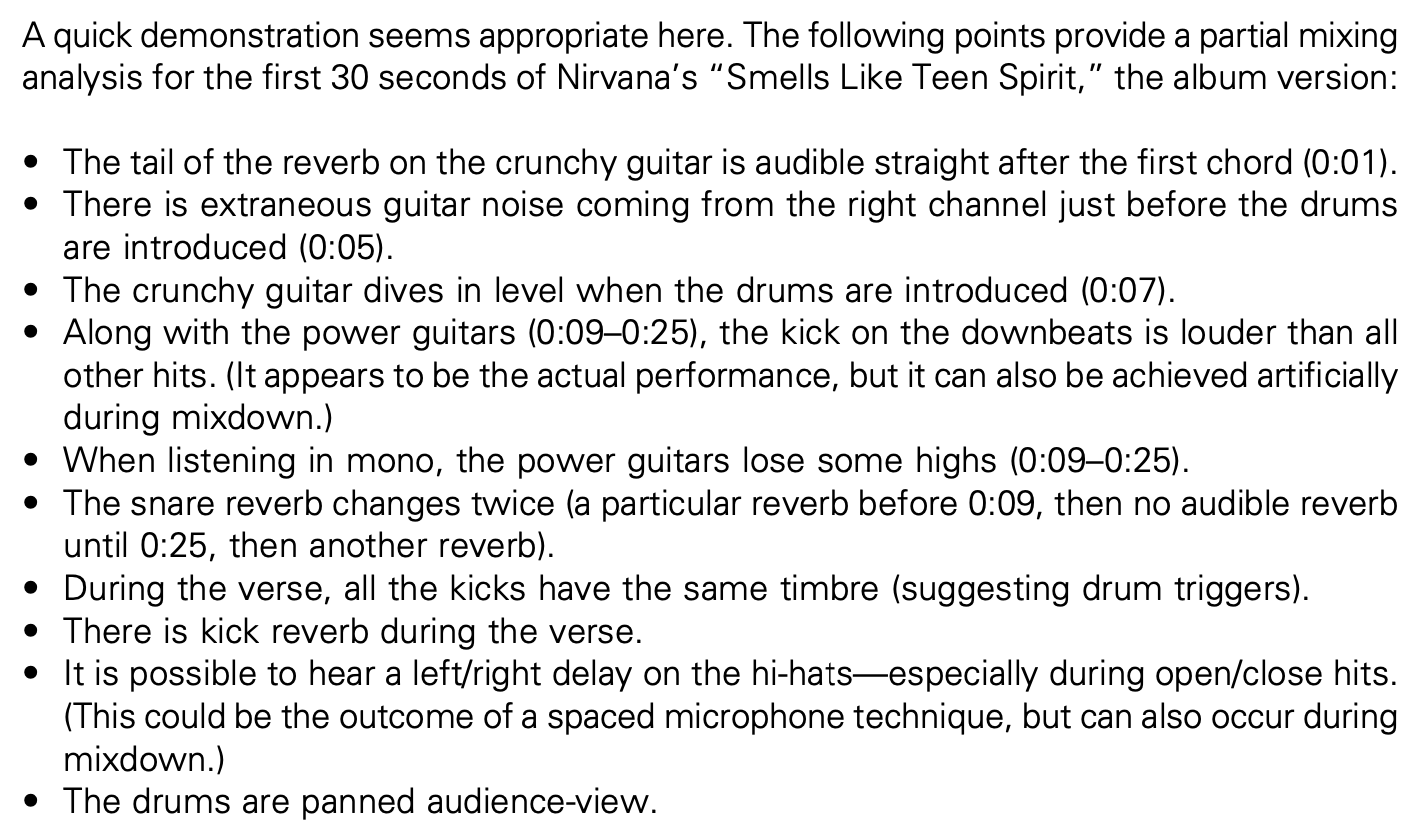 A quick demonstration seems appropriate here. The following points provide a partial mixing
analysis for the first 30 seconds of Nirvana’s “Smells Like Teen Spirit,” the album version:
• The tail of the reverb on the crunchy guitar is audible straight after the first chord (0:01).
• There is extraneous guitar noise coming from the right channel just before the drums
are introduced (0:05).
• The crunchy guitar dives in level when the drums are introduced (0:07).
• Along with the power guitars (0:09–0:25), the kick on the downbeats is louder than all
other hits. (It appears to be the actual performance, but it can also be achieved artificially
during mixdown.)
• When listening in mono, the power guitars lose some highs (0:09–0:25).
• The snare reverb changes twice (a particular reverb before 0:09, then no audible reverb
until 0:25, then another reverb).
• During the verse, all the kicks have the same timbre (suggesting drum triggers).
• There is kick reverb during the verse.
• It is possible to hear a left/right delay on the hi-hats—especially during open/close hits.
(This could be the outcome of a spaced microphone technique, but can also occur during
mixdown.)
• The drums are panned audience-view.